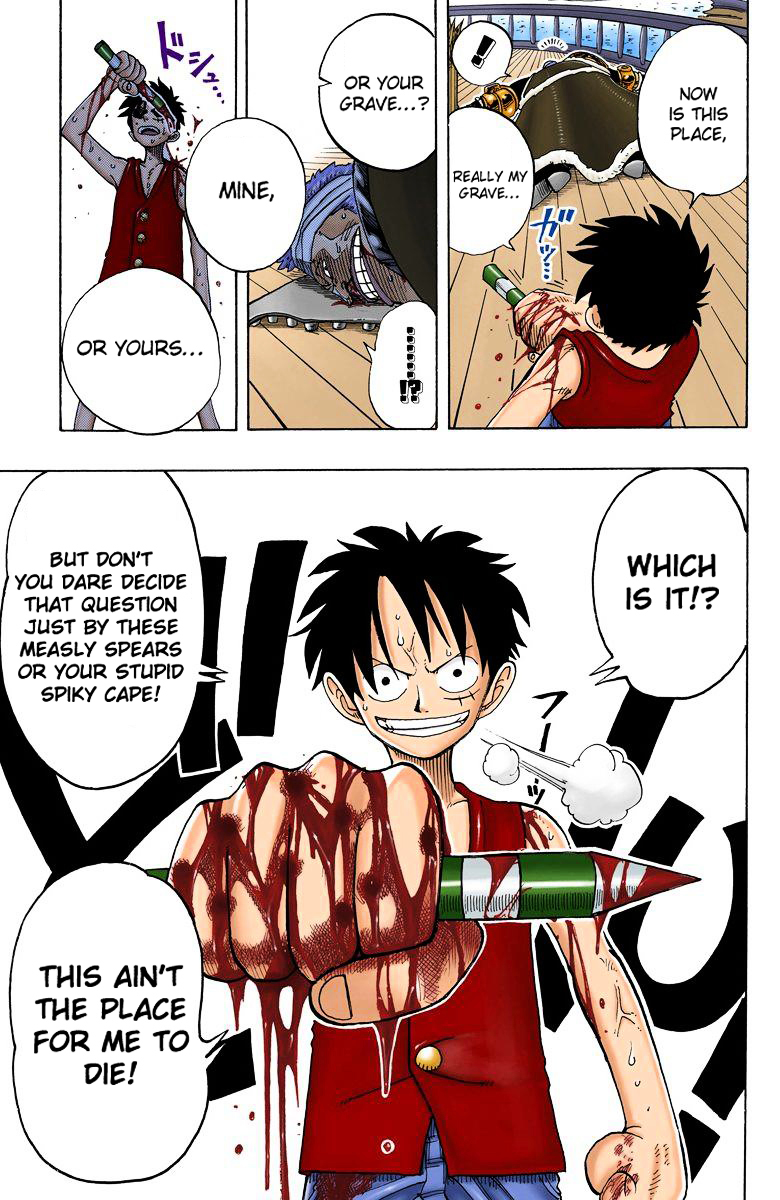 NOW
IS THIS
PLACE,
!
REALLY MY
GRAVE...
ガッ...
OR YOUR
GRAVE...?
MINE,
........!?
ドシュ...
OR YOURS...
WHICH
IS IT!?
BUT DON'T
YOU DARE DECIDE
THAT QUESTION
JUST BY THESE
MEASLY SPEARS
OR YOUR STUPID
SPIKY CAPE!
フーッ
THIS AIN'T
THE PLACE
FOR ME TO
DIE!